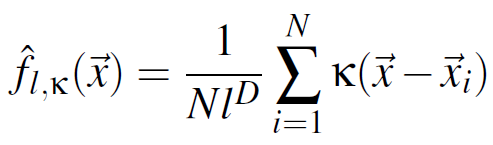 $\hat{f}_{l,\kappa}(\vec{x}) = \frac{1}{Nl^D} \sum_{i=1}^{N} \kappa(\vec{x} - \vec{x}_i)$